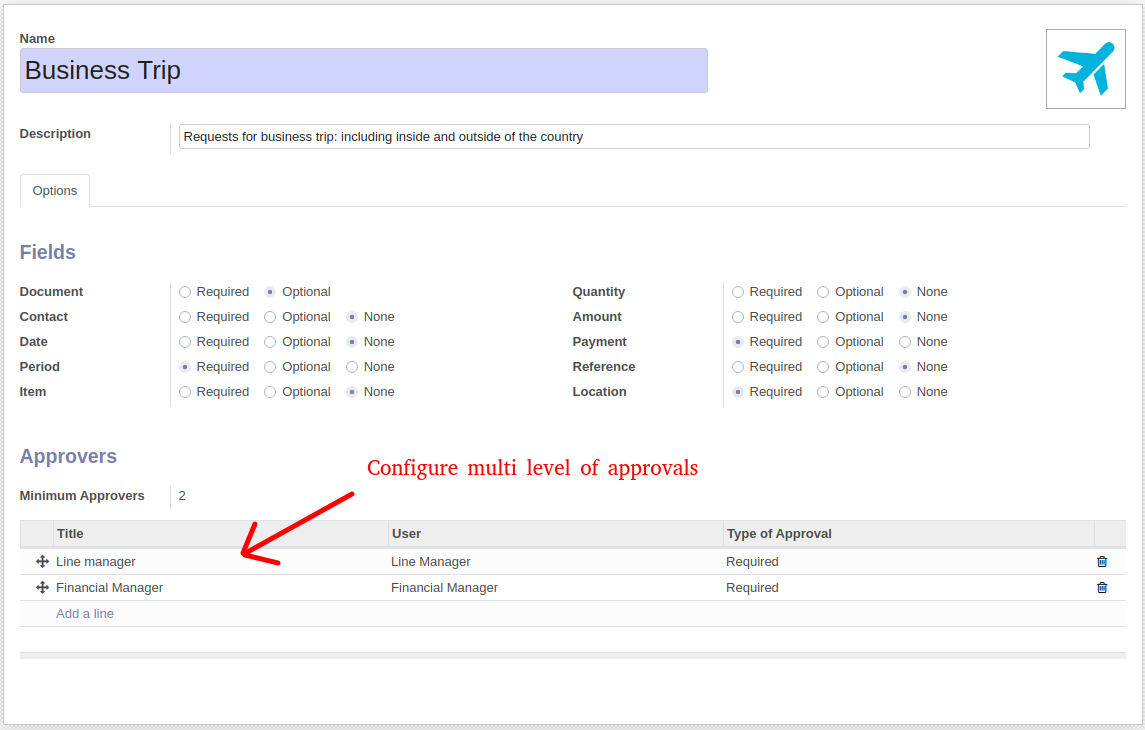 Name
Business Trip
Description
Requests for business trip: including inside and outside of the country
Options
Fields
Document Required Optional
Contact Required Optional None
Date Required Optional None
Period Required Optional None
Item Required Optional None
Quantity Required Optional None
Amount Required Optional None
Payment Required Optional None
Reference Required Optional None
Location Required Optional None
Approvers
Configure multi level of approvals
Minimum Approvers 2
Title User Type of Approval
Line manager Line Manager Required
Financial Manager Financial Manager Required
Add a line